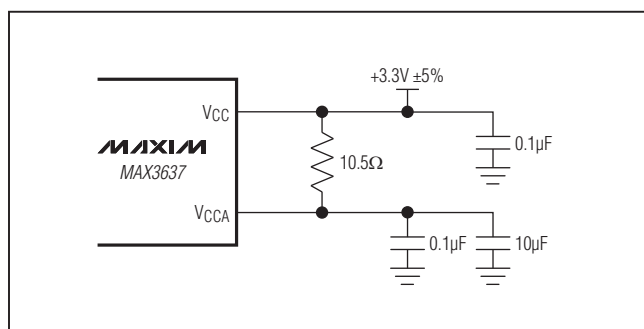 +3.3V ±5%
VCC
0.1µF
MAXIM
MAX3637
10.5Ω
VCCA
0.1µF
10µF